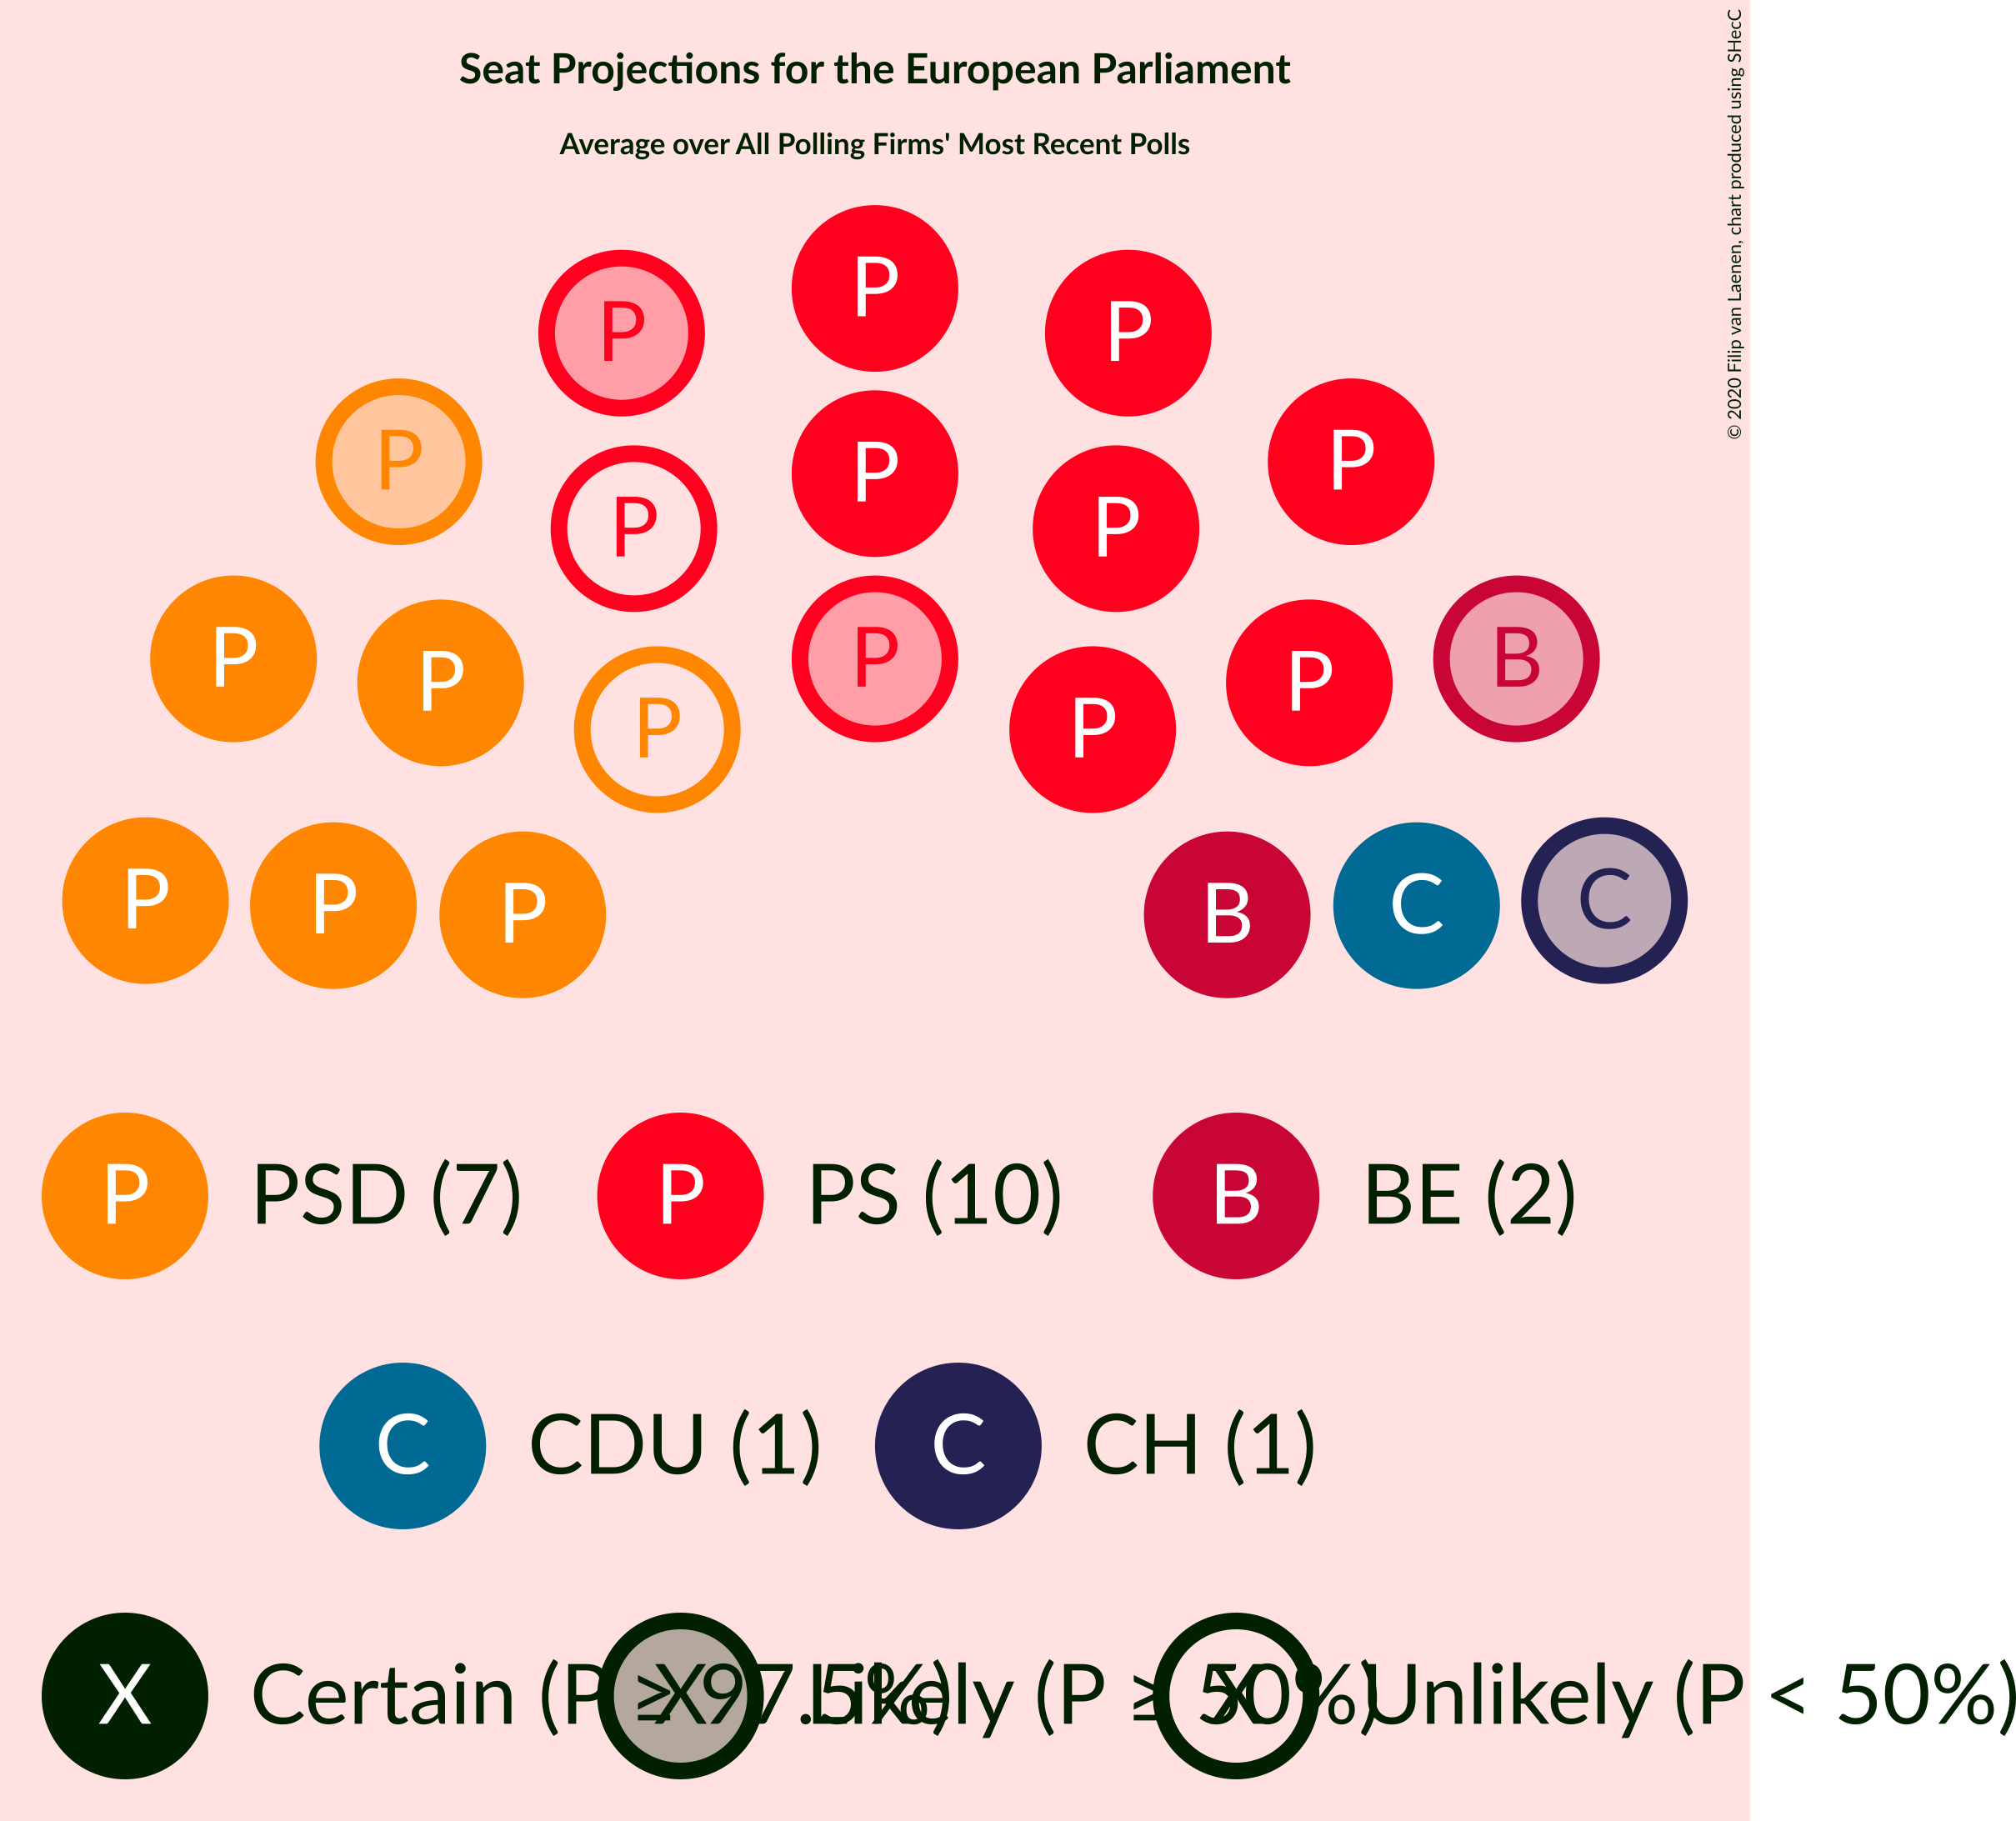 Seat Projections for the European Parliament
Average over All Polling Firms' Most Recent Polls
© 2020 Filip van Laenen, chart produced using SHecC
P
P P
P P
P
P P
P P P P P B
P P
P P P B C C
P PSD (7) P PS (10) B BE (2)
C CDU (1) C CH (1)
X Certain (P ≥ 97.5%) X Likely (P ≥ 50%) X Unlikely (P < 50%)